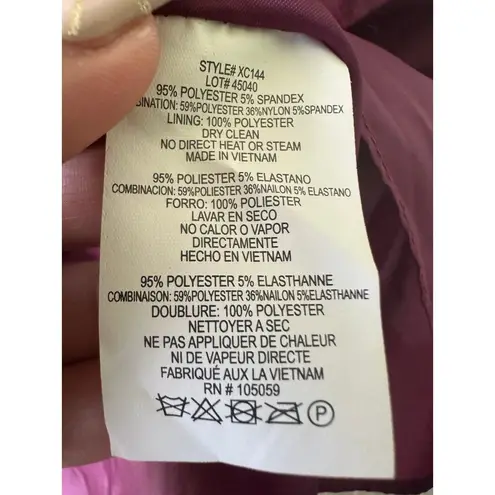 STYLE# XC144
LOT# 45040
95% POLYESTER 5% SPANDEX
BINATION: 59%POLYESTER 36%NYLON 5%SPANDEX
LINING: 100% POLYESTER
DRY CLEAN
NO DIRECT HEAT OR STEAM
MADE IN VIETNAM
95% POLIESTER 5% ELASTANO
COMBINACION: 59%POLIESTER 36%NAILON 5%ELASTANO
FORRO: 100% POLIESTER
LAVAR EN SECO
NO CALOR O VAPOR
DIRECTAMENTE
HECHO EN VIETNAM
95% POLYESTER 5% ELASTHANNE
COMBINAISON: 59%POLYESTER 36%NAILON 5%ELASTHANNE
DOUBLURE: 100% POLYESTER
NETTOYER A SEC
NE PAS APPLIQUER DE CHALEUR
NI DE VAPEUR DIRECTE
FABRIQUÉ AUX LA VIETNAM
RN # 105059
P